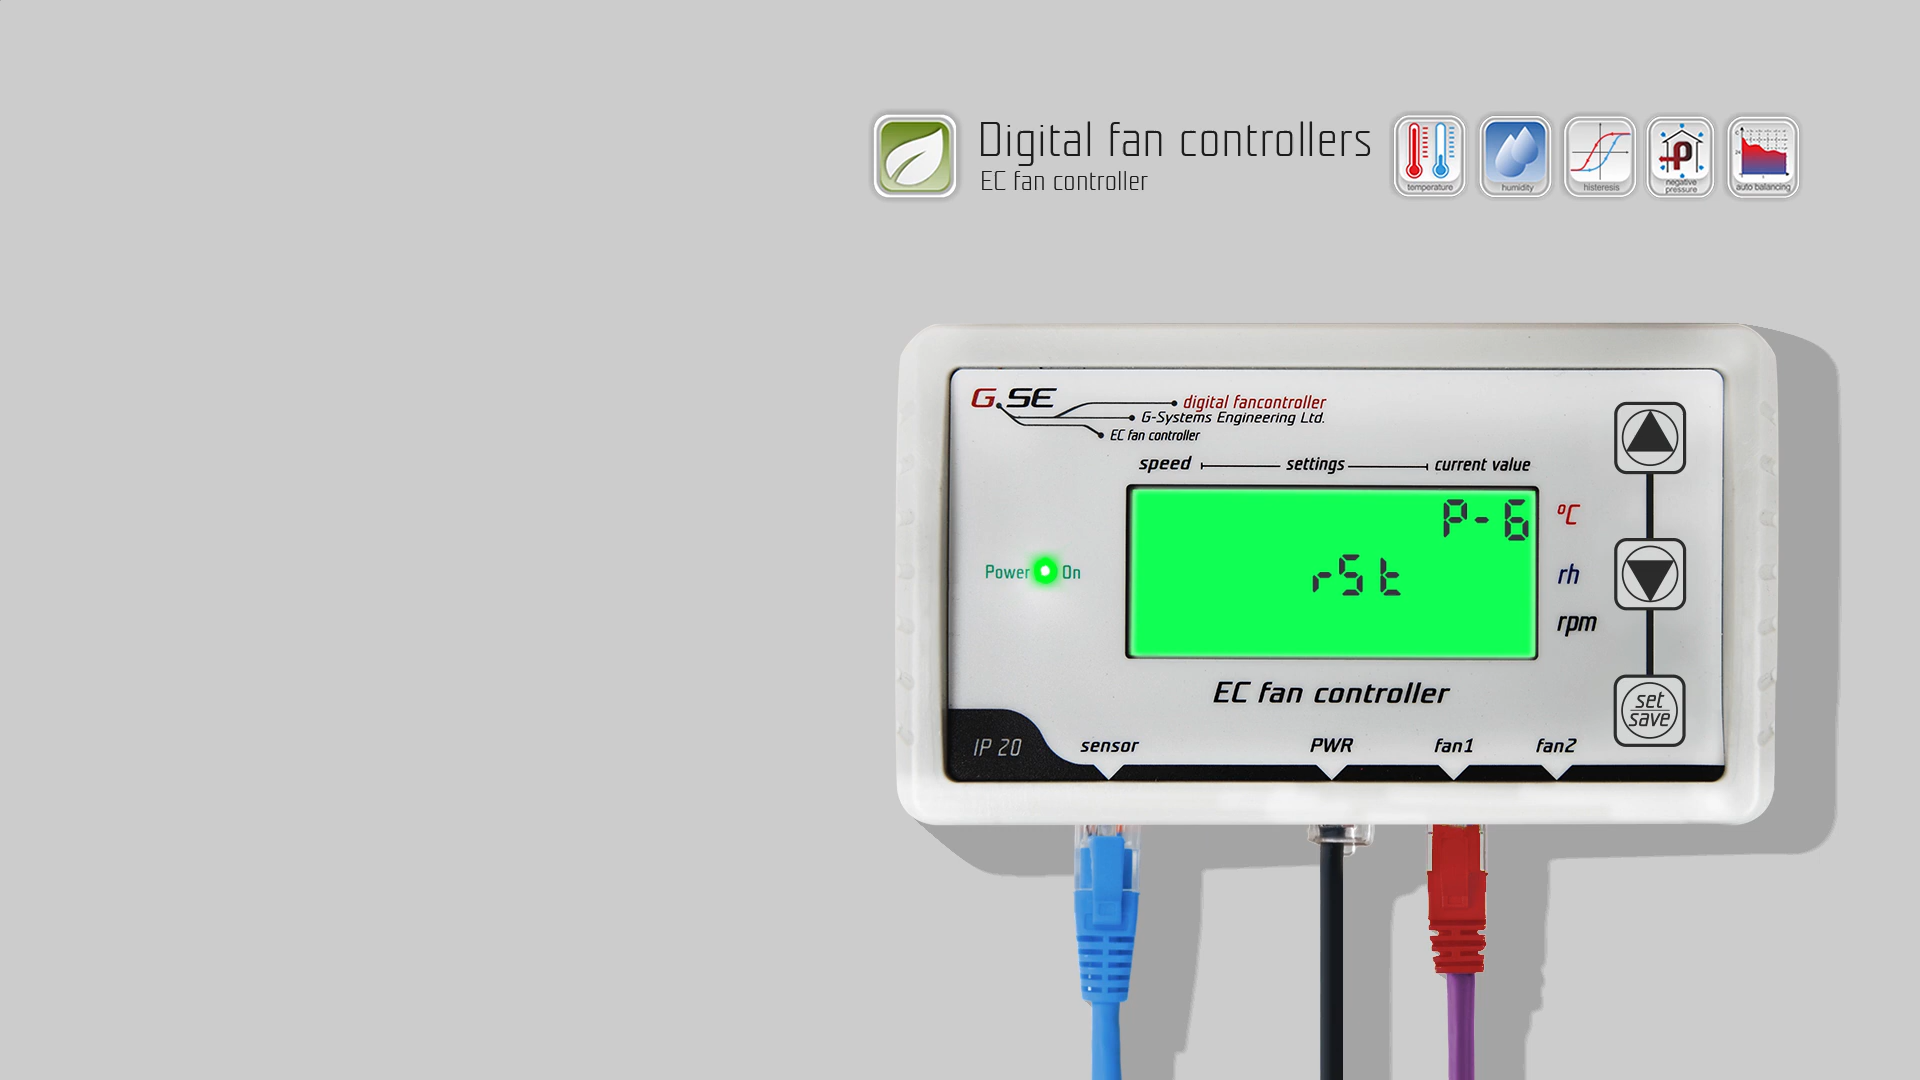 Digital fan controllers
EC fan controller
temperature
humidity
histeresis
P
negative
pressure
auto balancing
G.SE
digital fancontroller
G-Systems Engineering Ltd.
EC fan controller
speed settings current value
P-6 °C
rSt rh
rpm
Power On
EC fan controller
set
save
IP 20
sensor PWR fan1 fan2